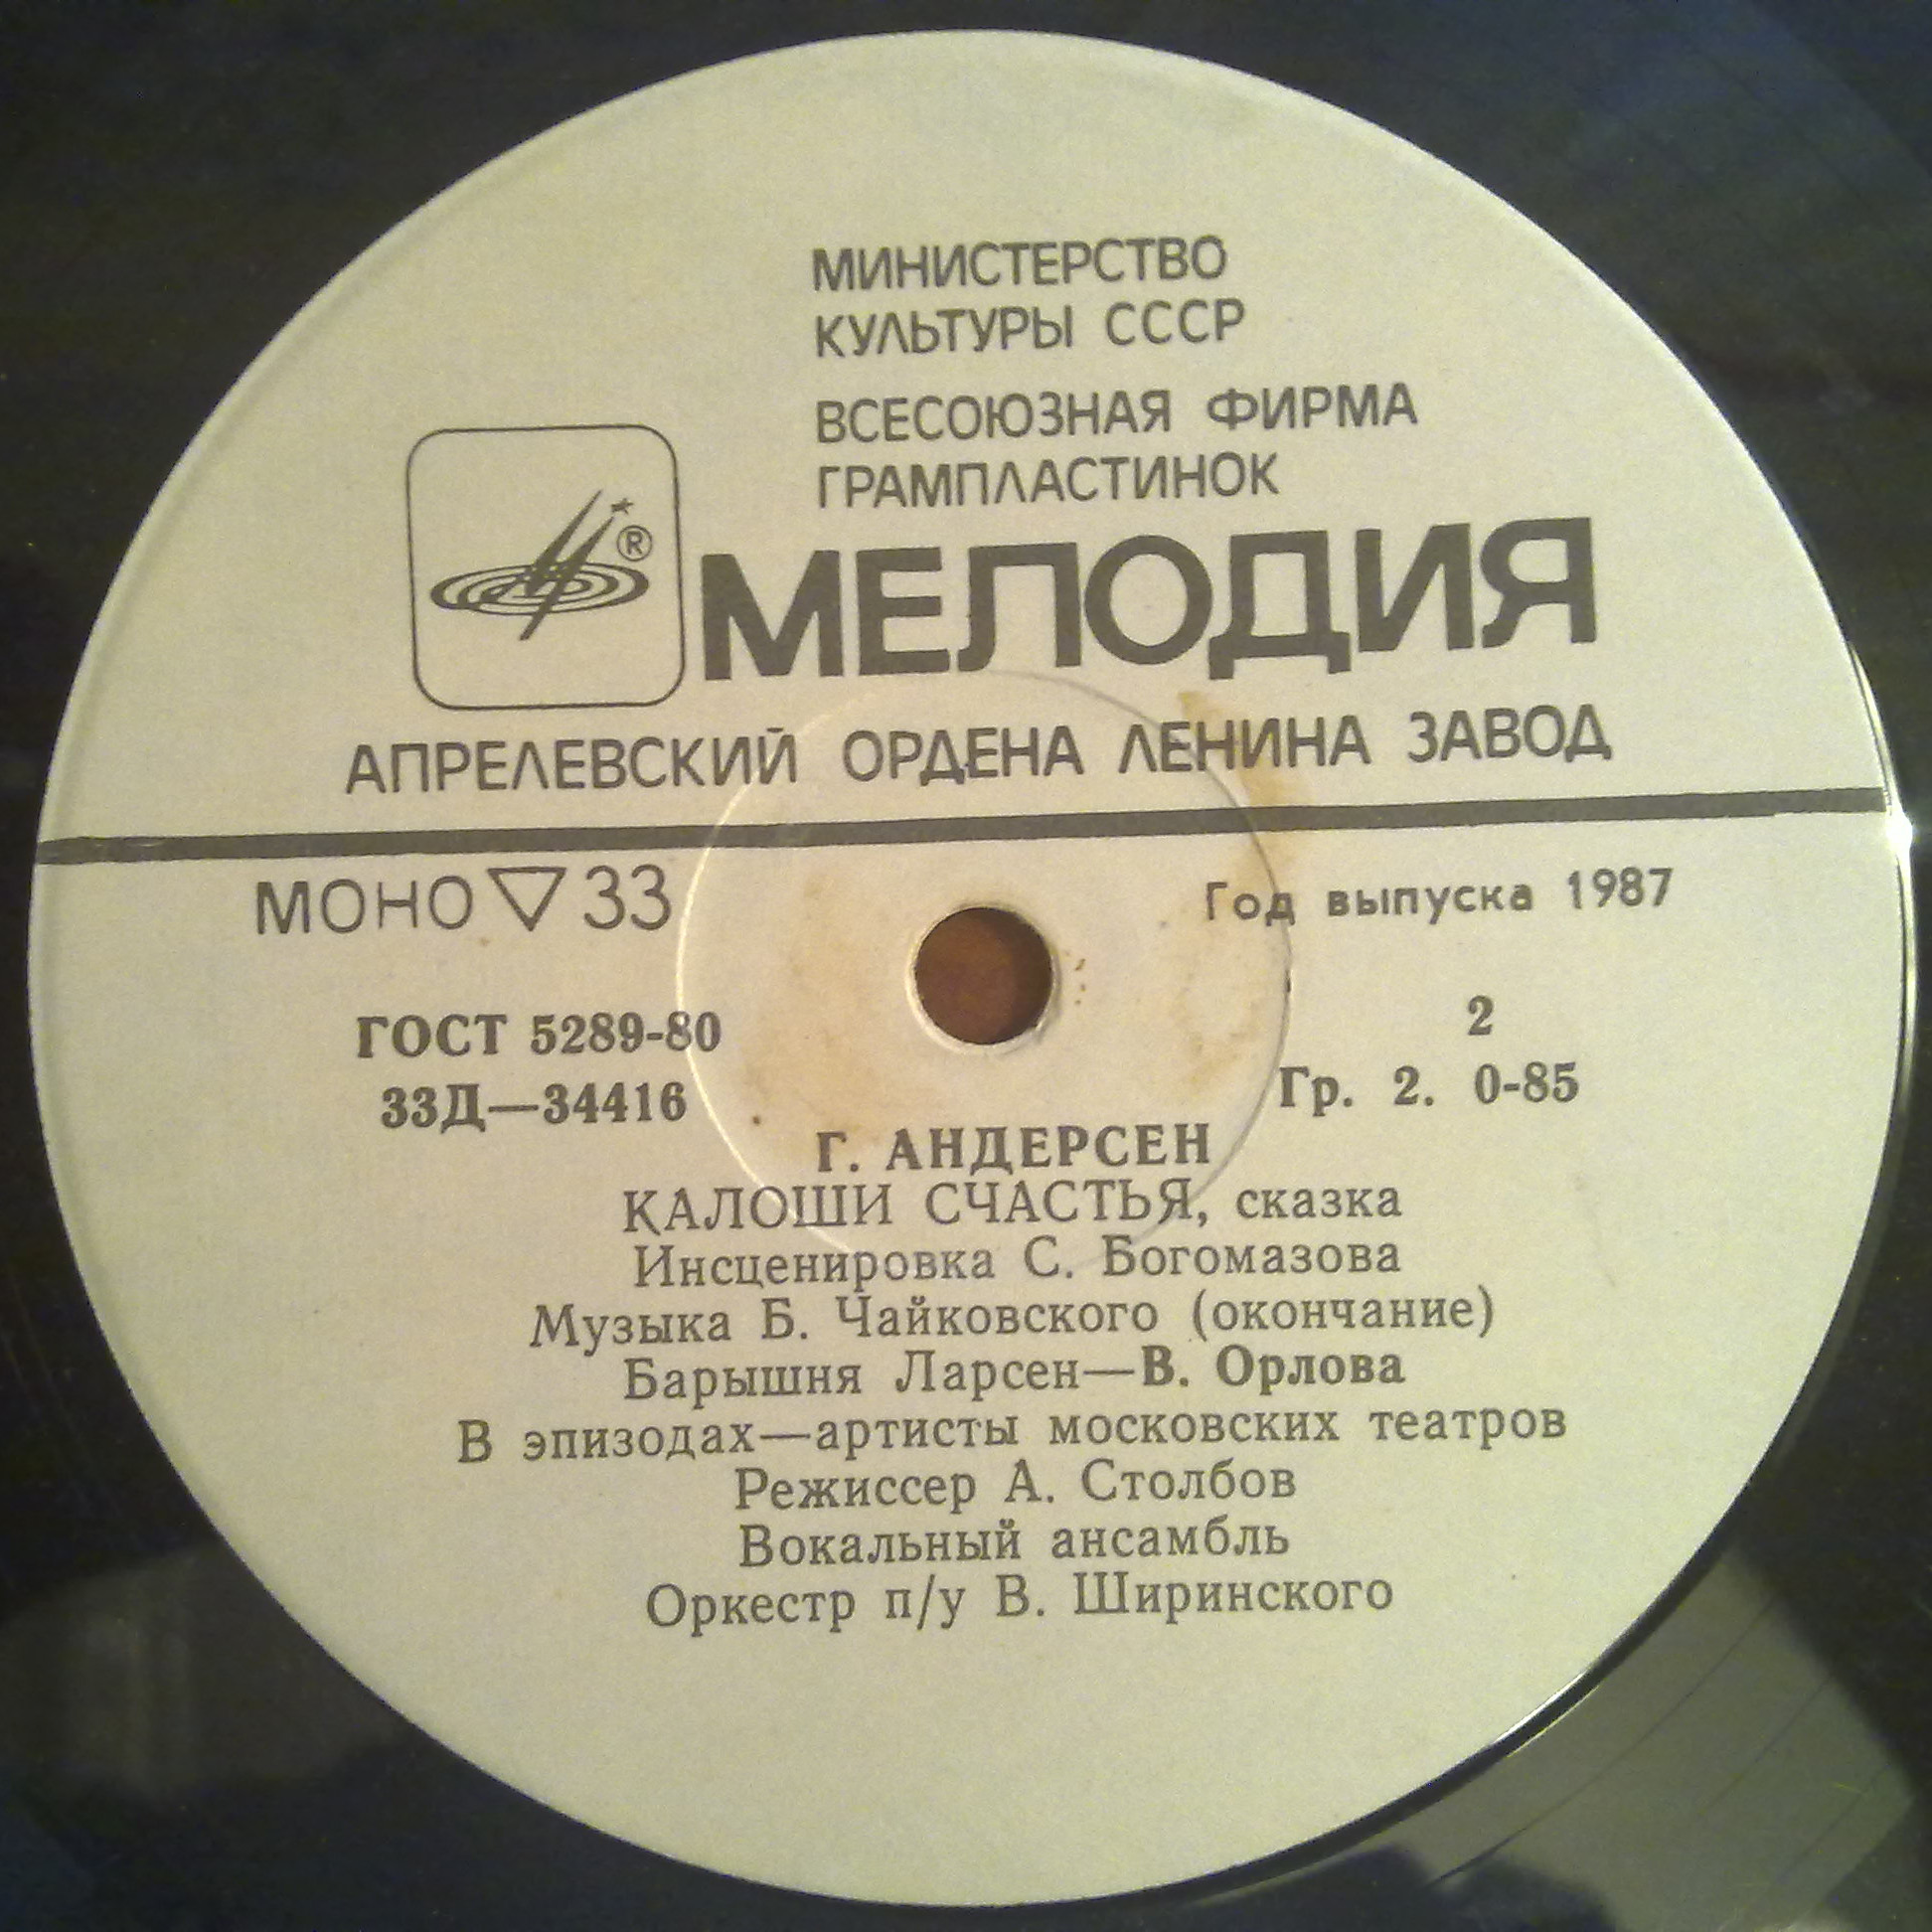 МИНИСТЕРСТВО
КУЛЬТУРЫ СССР
ВСЕСОЮЗНАЯ ФИРМА
ГРАМПЛАСТИНОК
®
МЕЛОДИЯ
АПРЕЛЕВСКИЙ ОРДЕНА ЛЕНИНА ЗАВОД
МОНО ▽ 33
Год выпуска 1987
ГОСТ 5289-80
2
33Д—34416
Гр. 2. 0-85
Г. АНДЕРСЕН
КАЛОШИ СЧАСТЬЯ, сказка
Инсценировка С. Богомазова
Музыка Б. Чайковского (окончание)
Барышня Ларсен—В. Орлова
В эпизодах—артисты московских театров
Режиссер А. Столбов
Вокальный ансамбль
Оркестр п/у В. Ширинского